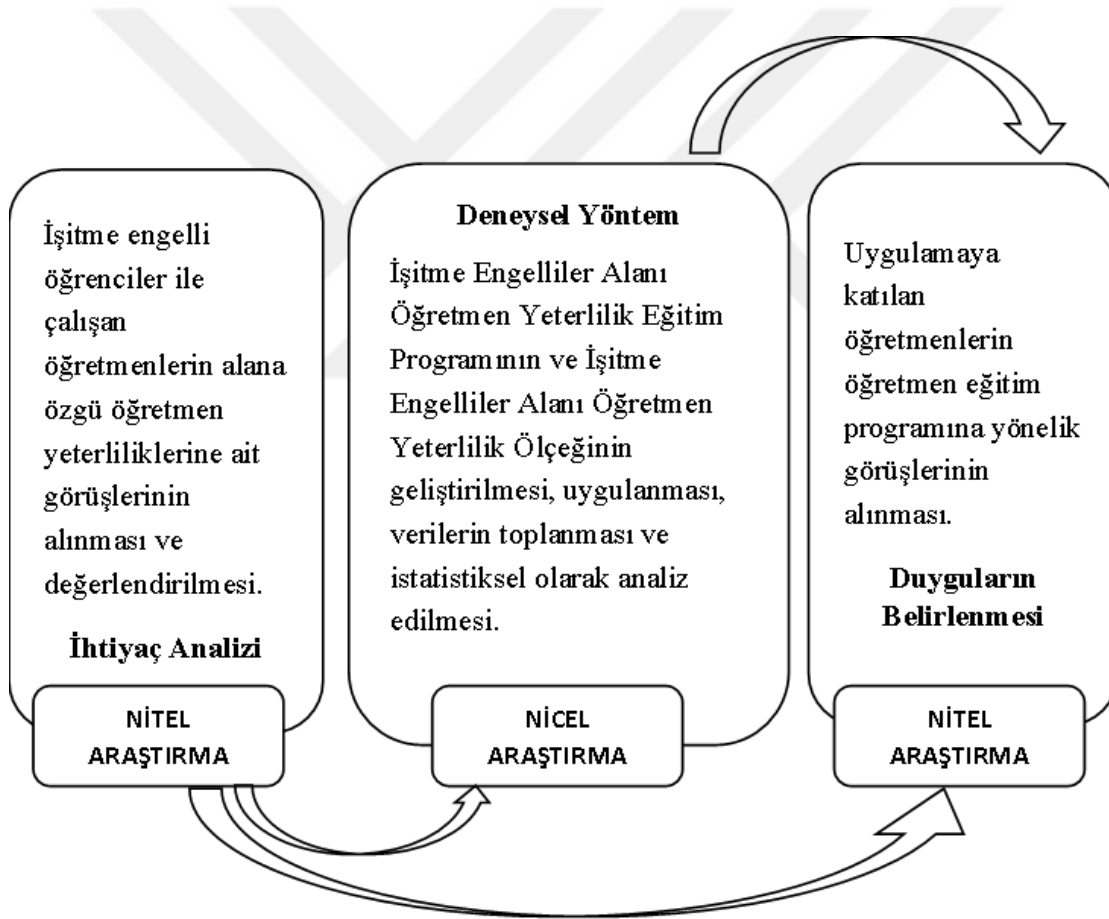 İşitme engelli
öğrenciler ile
çalışan
öğretmenlerin alana
özgü öğretmen
yeterliliklerine ait
görüşlerinin
alınması ve
değerlendirilmesi.
İhtiyaç Analizi
NİTEL
ARAŞTIRMA
Deneysel Yöntem
İşitme Engelliler Alanı
Öğretmen Yeterlilik Eğitim
Programının ve İşitme
Engelliler Alanı Öğretmen
Yeterlilik Ölçeğinin
geliştirilmesi, uygulanması,
verilerin toplanması ve
istatistiksel olarak analiz
edilmesi.
NİCEL
ARAŞTIRMA
Uygulamaya
katılan
öğretmenlerin
öğretmen eğitim
programına yönelik
görüşlerinin
alınması.
Duyguların
Belirlenmesi
NİTEL
ARAŞTIRMA